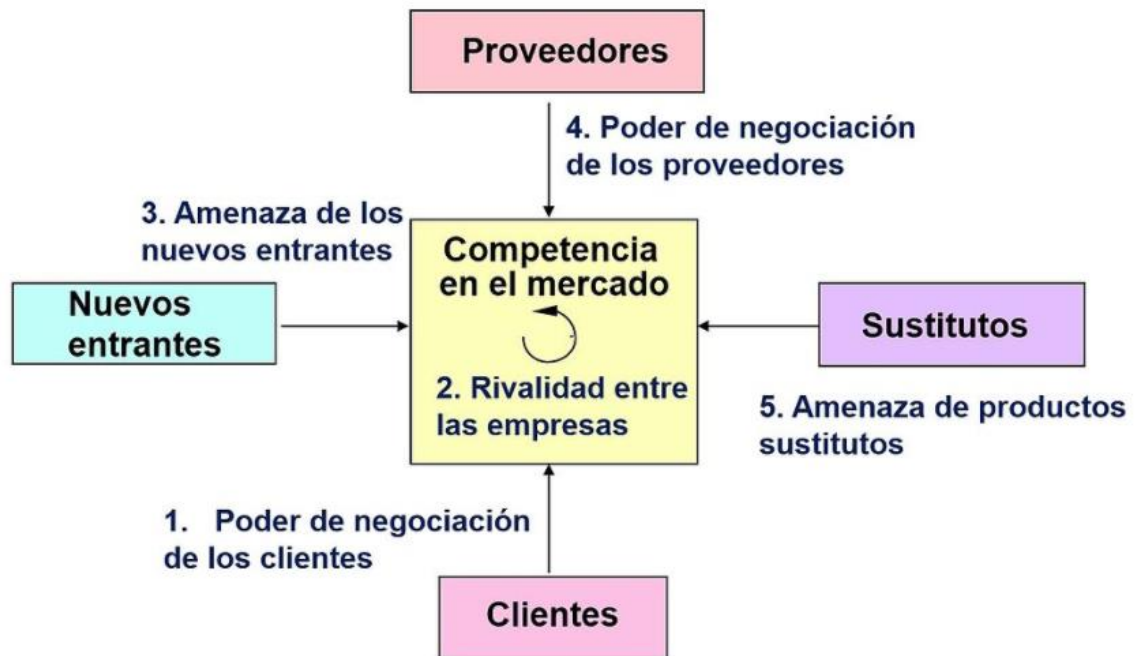 Proveedores
4. Poder de negociación
de los proveedores
3. Amenaza de los
nuevos entrantes
Competencia
en el mercado
Nuevos
entrantes
Sustitutos
2. Rivalidad entre
las empresas
5. Amenaza de productos
sustitutos
1. Poder de negociación
de los clientes
Clientes